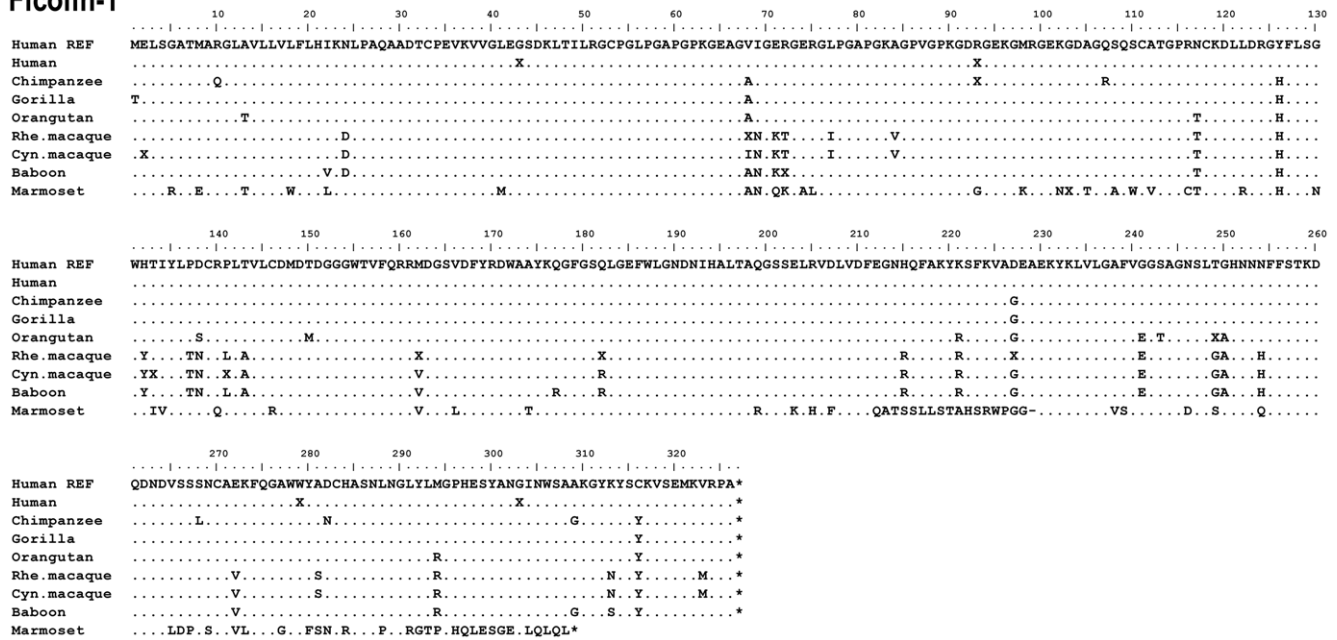 Ficolin-1
10 20 30 40 50 60 70 80 90 100 110 120 130
Human REF MELSGATMARGLAVLLVLFLHIKNLPAQAADTCPEVKVVGLEGSDKLTILRGCPGLPGAPGPKGEAGVIGERGERGLPGAPGKAGPVGPKGDRGEKGMRGEKGDAGQSQSCATGPRNCKDLLDRGYFLSG
Human ..........................................X.................................................X.....................................
Chimpanzee .........Q.........................................................A........................X.............R..................H....
Gorilla T..................................................................A.........................................................H....
Orangutan ............T......................................................A................................................T........H....
Rhe.macaque .......................D...........................................XN.KT....I......V................................T........H....
Cyn.macaque .X.....................D...........................................IN.KT....I......V................................T........H....
Baboon .....................V.D...........................................AN.KX............................................T........H....
Marmoset ....R..E....T....W...L..................M..........................AN.QK.AL.................G....M...NX.T..A.W.V...CT....R...H...N
140 150 160 170 180 190 200 210 220 230 240 250 260
Human REF WHTIYLPDCRPLTVLCDMDTDGGGWTVFQRRMDGSVDFYRDWAAYKQGFGSQLGEFWLGNDNIHALTAQGSSELRVDLVDFEGNHQFAKYKSFKVADEAEKYKLVLGAFVGGSAGNSLTGHNNNFFSTKD
Human ..................................................................................................................................
Chimpanzee ................................................................................................G.................................
Gorilla ................................................................................................G.................................
Orangutan .......S...........M......................................................................R.....G.............E.T.....XA..........
Rhe.macaque .Y....TN..L.A..................X...................X................................R.....R.....X.............E.......GA...H......
Cyn.macaque .YX...TN..X.A..................V...................R................................R.....R.....G.............E.......GA...H......
Baboon .Y....TN..L.A..................V..............R....R................................R.....R.....G.............E.......GA...H......
Marmoset ..IV.....Q.....R...............V...L.......T........................R...K.H.F....QATSSLLSTAHSRWPGG-........VS......D..S....Q......
270 280 290 300 310 320
Human REF QDNDVSSSNCAEKFQGAWWYADCHASNLNGLYLMGPHESYANGINWSAAKGYKYSCKVSEMKVRPA*
Human ..................X.......................X.......................*
Chimpanzee .......L.............N..........................G......Y..........*
Gorilla .......................................................Y..........*
Orangutan .................................R.....................Y..........*
Rhe.macaque ...........V........S............R..................N..Y......M...*
Cyn.macaque ...........V........S............R..................N..Y......M...*
Baboon ...........V.....................R..............G...S..Y..........*
Marmoset ....LDP.S..VL...G..FSN.R...P..RGTP.HQLESGE.LQLQL*